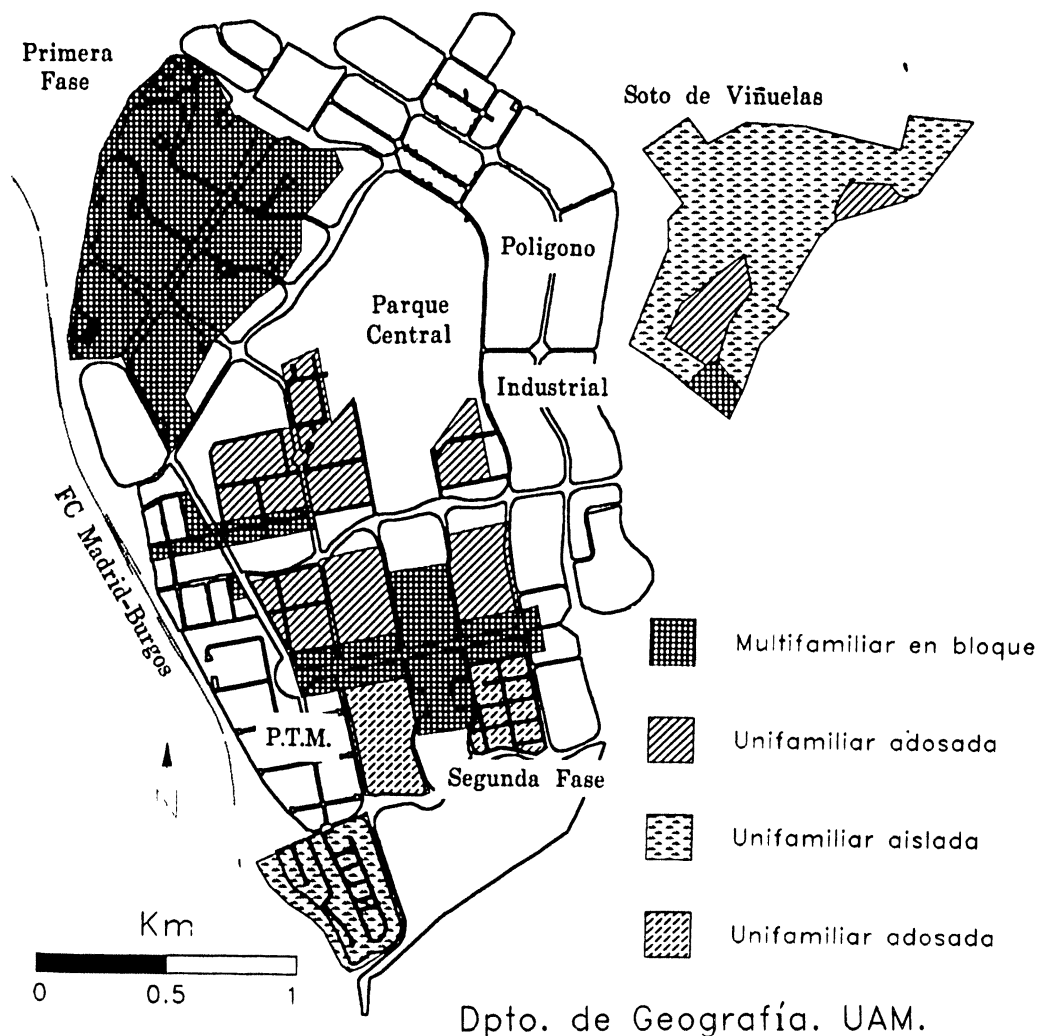 Primera
Fase
Soto de Viñuelas
Polígono
Parque
Central
Industrial
FC Madrid-Burgos
P.T.M.
Segunda Fase
N
Multifamiliar en bloque
Unifamiliar adosada
Unifamiliar aislada
Unifamiliar adosada
Km
0 0.5 1
Dpto. de Geografía. UAM.